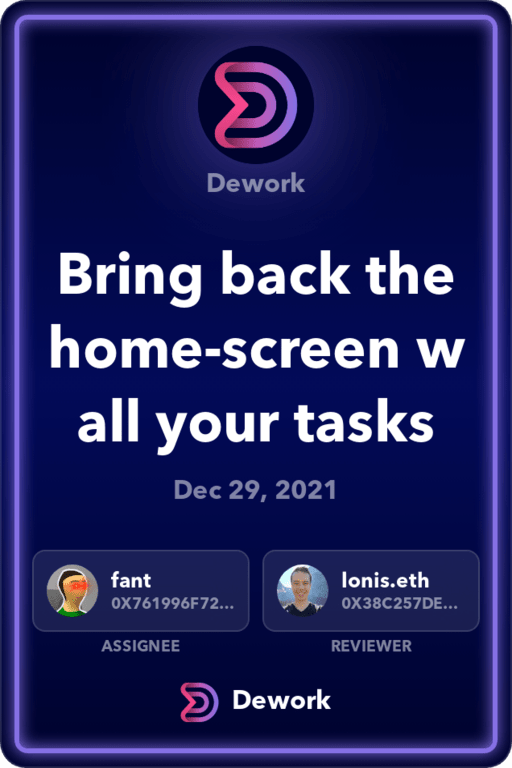 Dework
Bring back the
home-screen w
all your tasks
Dec 29, 2021
fant
0X761996F72...
ASSIGNEE
lonis.eth
0X38C257DE...
REVIEWER
Dework